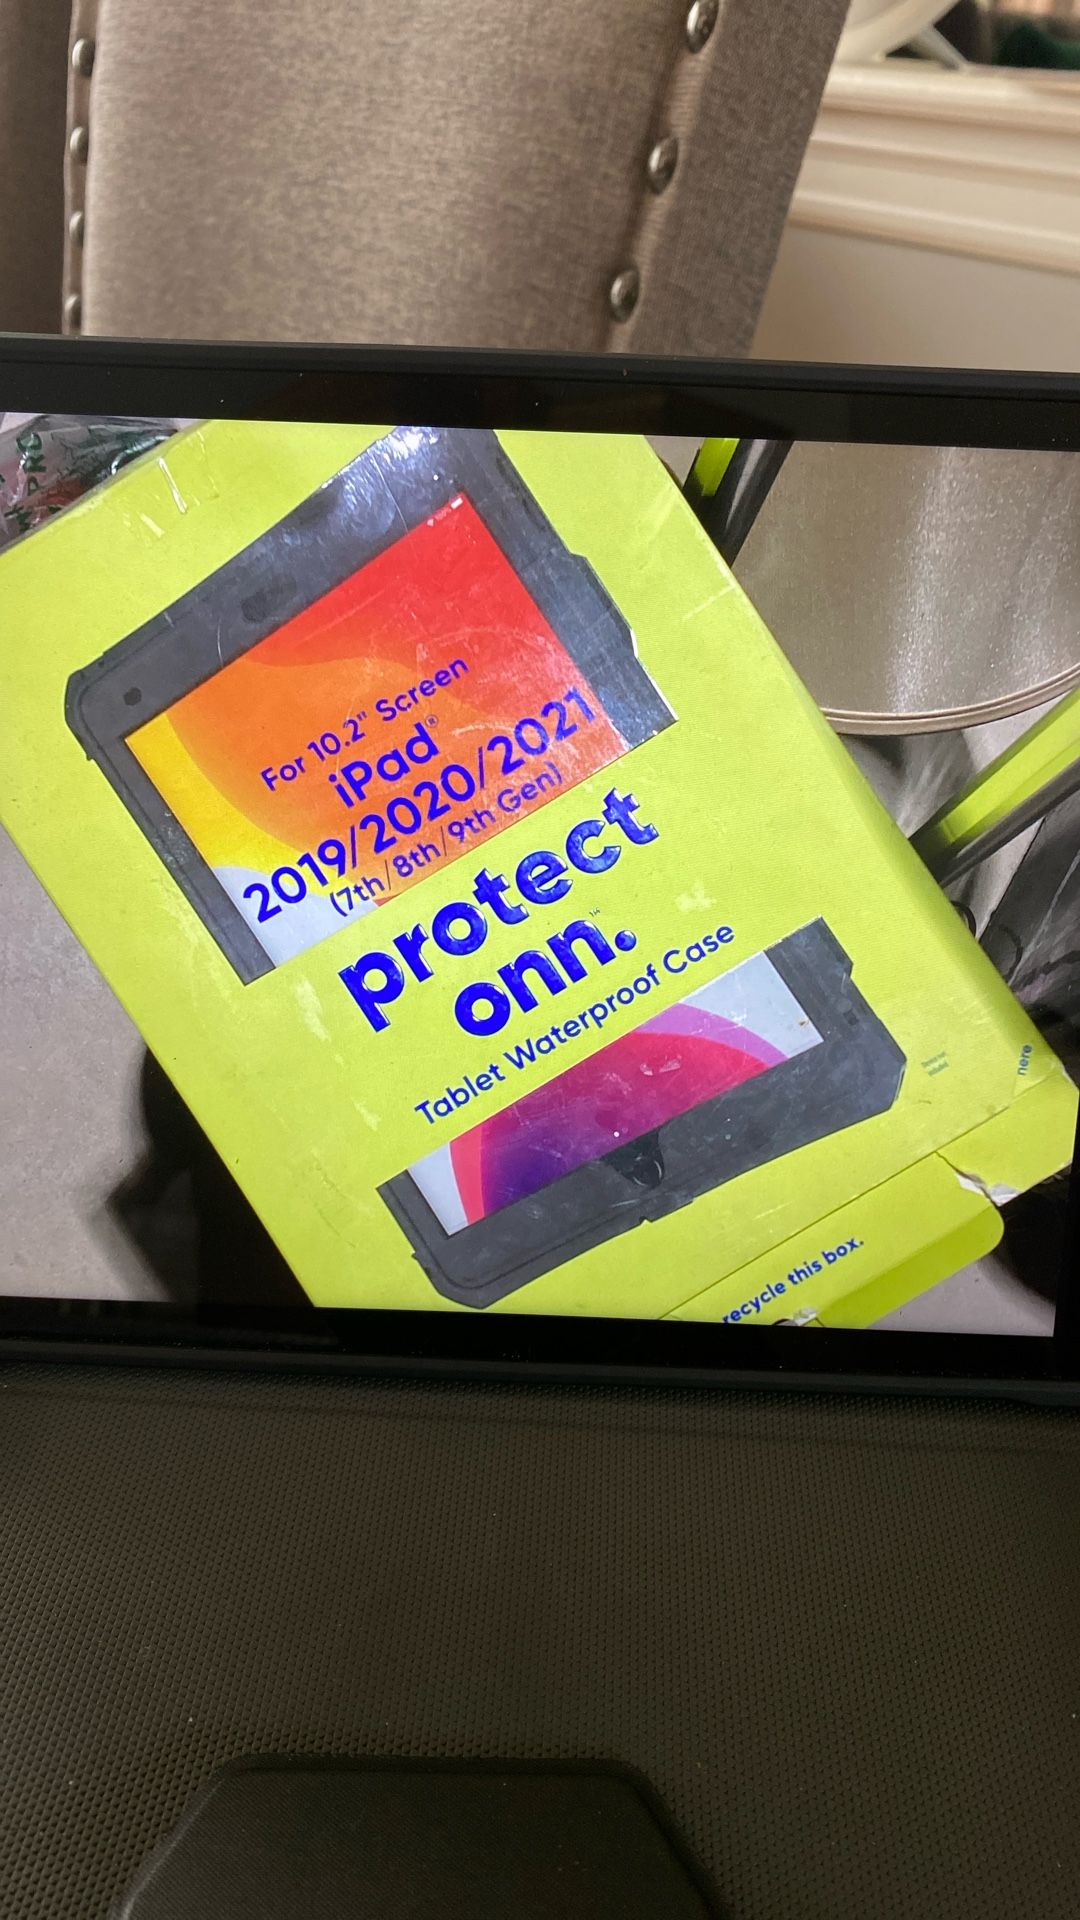 For 10.2" Screen
iPad®
2019/2020/2021
(7th/8th/9th Gen)
protect
onn.
Tablet Waterproof Case
nere
recycle this box.